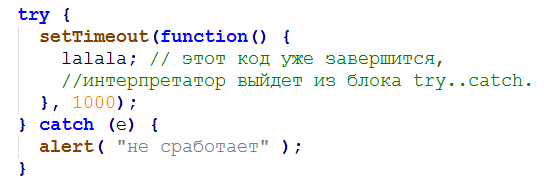 try {
setTimeout(function() {
lalala; // этот код уже завершится,
//интерпретатор выйдет из блока try..catch.
}, 1000);
} catch (e) {
alert( "не сработает" );
}